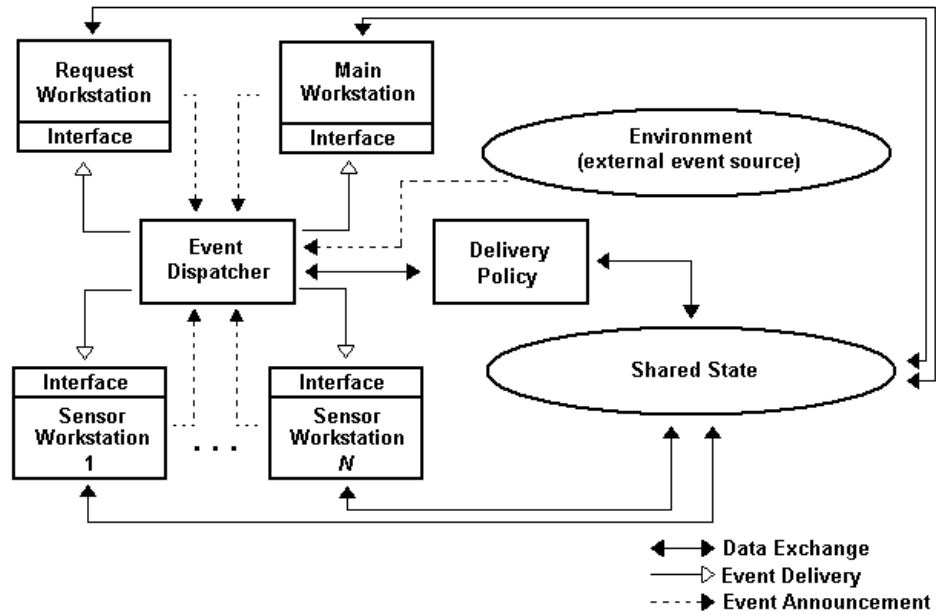 Request
Workstation
Interface
Main
Workstation
Interface
Environment
(external event source)
Event
Dispatcher
Delivery
Policy
Shared State
Interface
Sensor
Workstation
1
. . .
Interface
Sensor
Workstation
N
Data Exchange
Event Delivery
Event Announcement